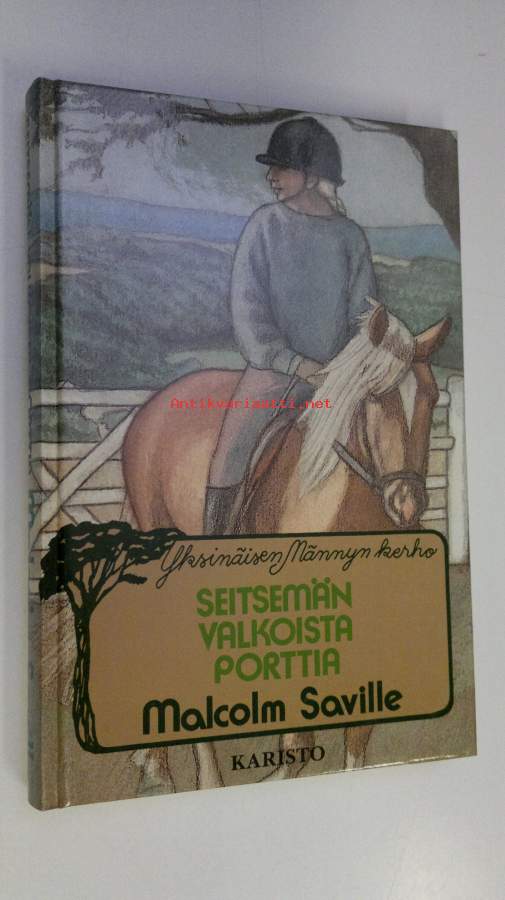 Antikvariaatti.net
Yksinäisen Männyn kerho
SEITSEMÄN
VALKOISTA
PORTTIA
Malcolm Saville
KARISTO